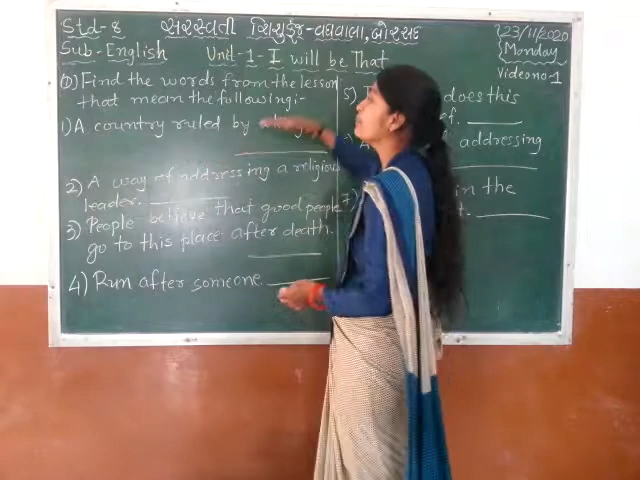 Std-8
સરસ્વતી શિશુકુંજ-વઘવાલા, બોરસદ
23/11/2020
Monday
Video no-1
Sub-English Unit-1-I will be That
Find the words from the lesson
that mean the following:-
1) A country ruled by a
2) A way of addressing a religious
leader.
3) People believe that good people
go to this place after death.
4) Run after someone.
5) does this
addressing
7) in the